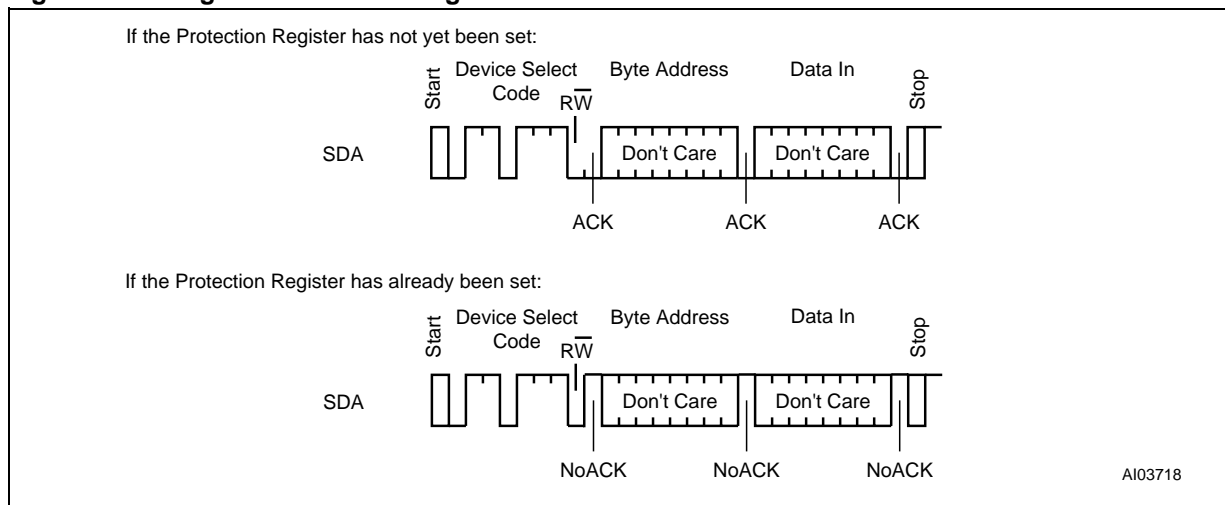 If the Protection Register has not yet been set:
Start
Device Select
Code
RW̅
Byte Address
Data In
Stop
SDA
Don't Care
Don't Care
ACK
ACK
ACK
If the Protection Register has already been set:
Start
Device Select
Code
RW̅
Byte Address
Data In
Stop
SDA
Don't Care
Don't Care
NoACK
NoACK
NoACK
AI03718